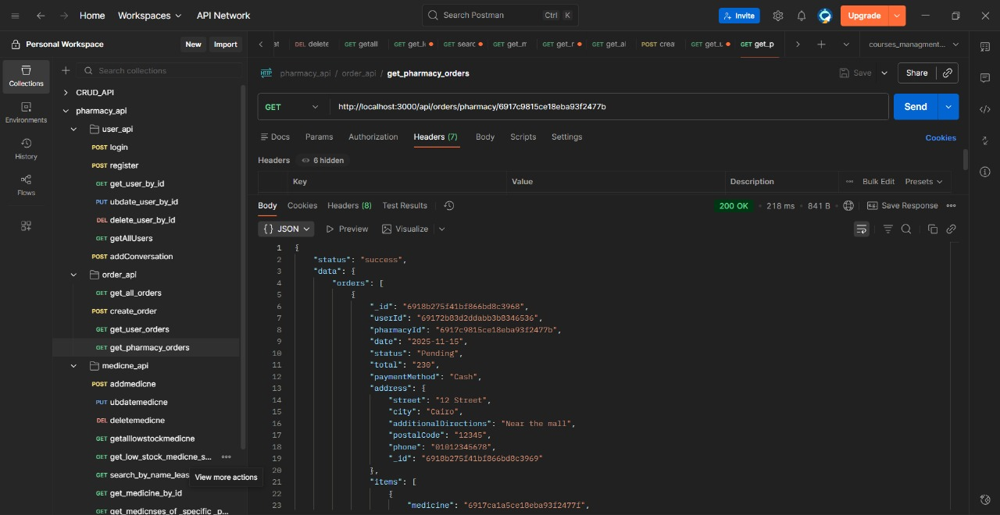 Home Workspaces API Network Search Postman Ctrl K Invite Upgrade
Personal Workspace New Import
DEL delete GET getall GET get_ GET searc GET get_m GET get_r GET get_al POST crea GET get_u GET get_p courses_managment...
Collections
Environments
History
Flows
Search collections
CRUD_API
pharmacy_api
user_api
POST login
POST register
GET get_user_by_id
PUT ubdate_user_by_id
DEL delete_user_by_id
GET getAllUsers
POST addConversation
order_api
GET get_all_orders
POST create_order
GET get_user_orders
GET get_pharmacy_orders
medicne_api
POST addmedicne
PUT ubdatemedicne
DEL deletemedicne
GET getalllowstockmedicne
GET get_low_stock_medicne_s...
GET search_by_name_leas
View more actions
GET get_medicine_by_id
GET get_medicnses_of_specific_p...
HTTP pharmacy_api / order_api / get_pharmacy_orders Save Share
GET http://localhost:3000/api/orders/pharmacy/6917c9815ce18eba93f2477b Send
Docs Params Authorization Headers (7) Body Scripts Settings Cookies
Headers 6 hidden
Key Value Description Bulk Edit Presets
Body Cookies Headers (8) Test Results 200 OK 218 ms 841 B Save Response
{} JSON Preview Visualize
1 {
2 "status": "success",
3 "data": {
4 "orders": [
5 {
6 "_id": "6918b275f41bf866bd8c3968",
7 "userId": "69172b83d2ddabb3b8346536",
8 "pharmacyId": "6917c9815ce18eba93f2477b",
9 "date": "2025-11-15",
10 "status": "Pending",
11 "total": "230",
12 "paymentMethod": "Cash",
13 "address": {
14 "street": "12 Street",
15 "city": "Cairo",
16 "additionalDirections": "Near the mall",
17 "postalCode": "12345",
18 "phone": "01012345678",
19 "_id": "6918b275f41bf866bd8c3969"
20 },
21 "items": [
22 {
23 "medicine": "6917ca1a5ce18eba93f2477f",